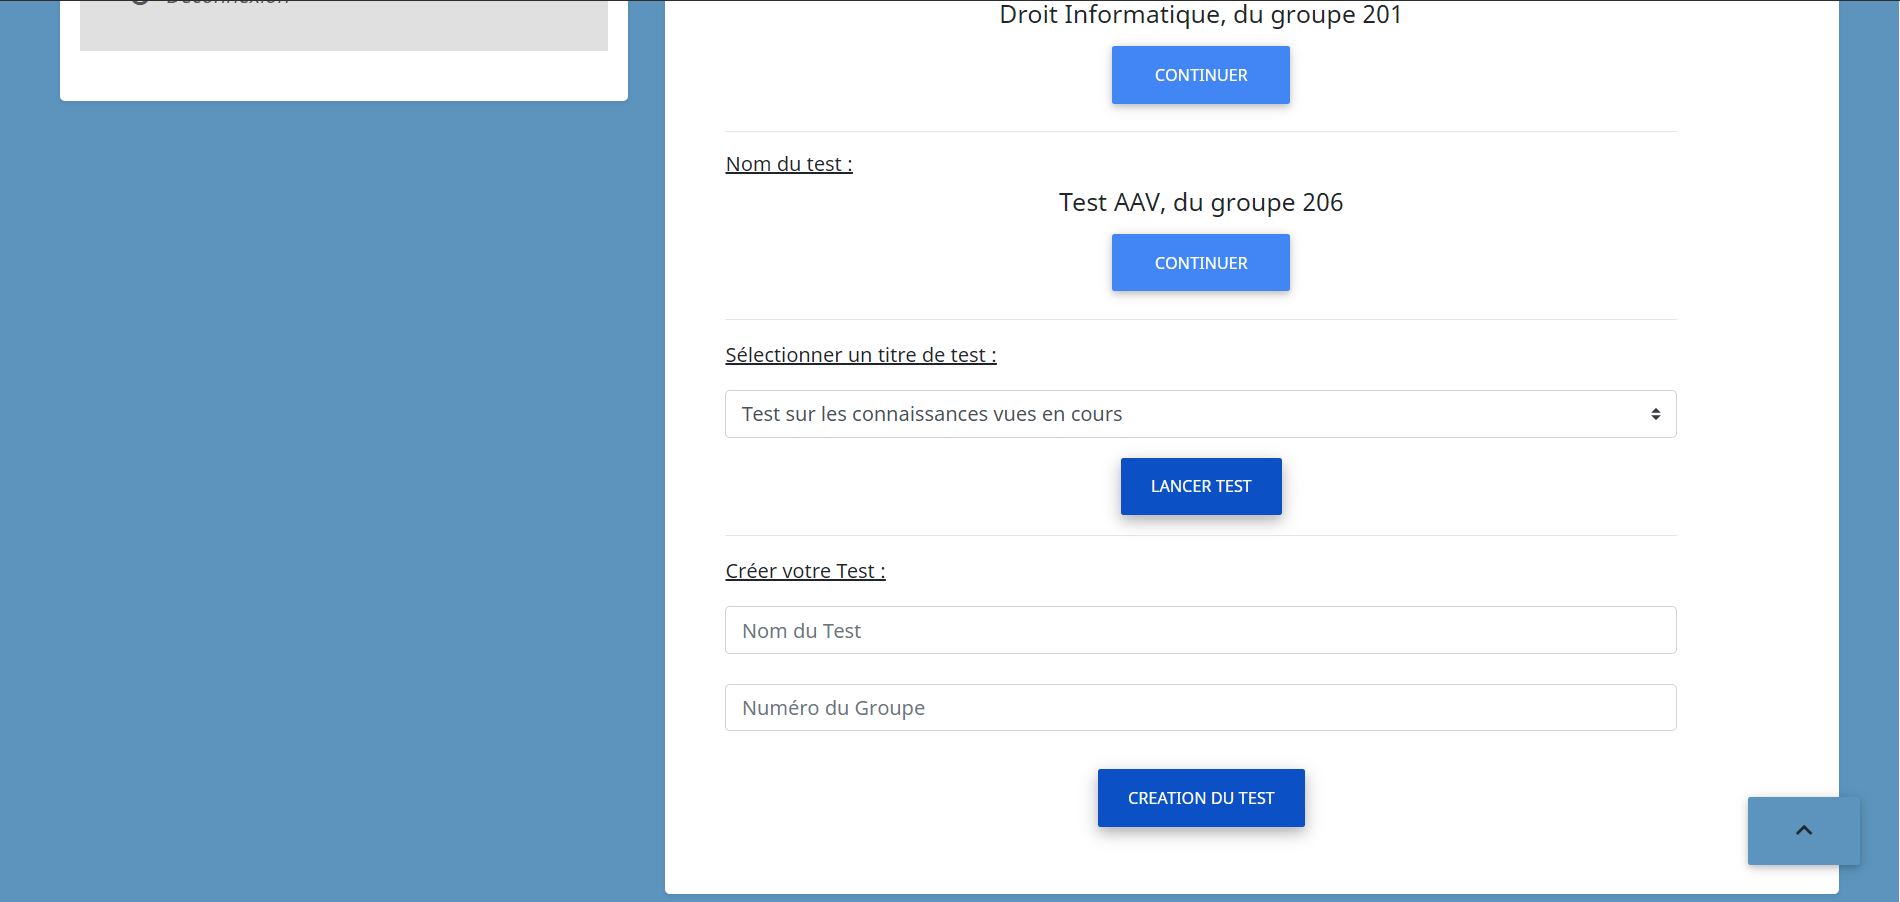 Déconnexion
Droit Informatique, du groupe 201
CONTINUER
Nom du test :
Test AAV, du groupe 206
CONTINUER
Sélectionner un titre de test :
Test sur les connaissances vues en cours
LANCER TEST
Créer votre Test :
Nom du Test
Numéro du Groupe
CREATION DU TEST